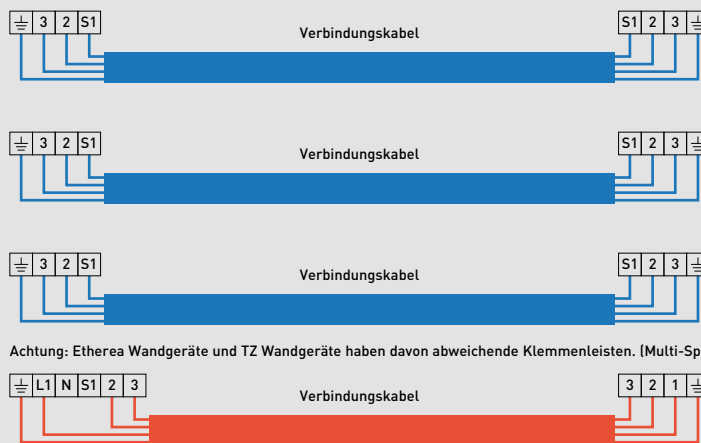 3 2 S1 Verbindungskabel S1 2 3
3 2 S1 Verbindungskabel S1 2 3
3 2 S1 Verbindungskabel S1 2 3
Achtung: Etherea Wandgeräte und TZ Wandgeräte haben davon abweichende Klemmenleisten. (Multi-Sp
L1 N S1 2 3 Verbindungskabel 3 2 1